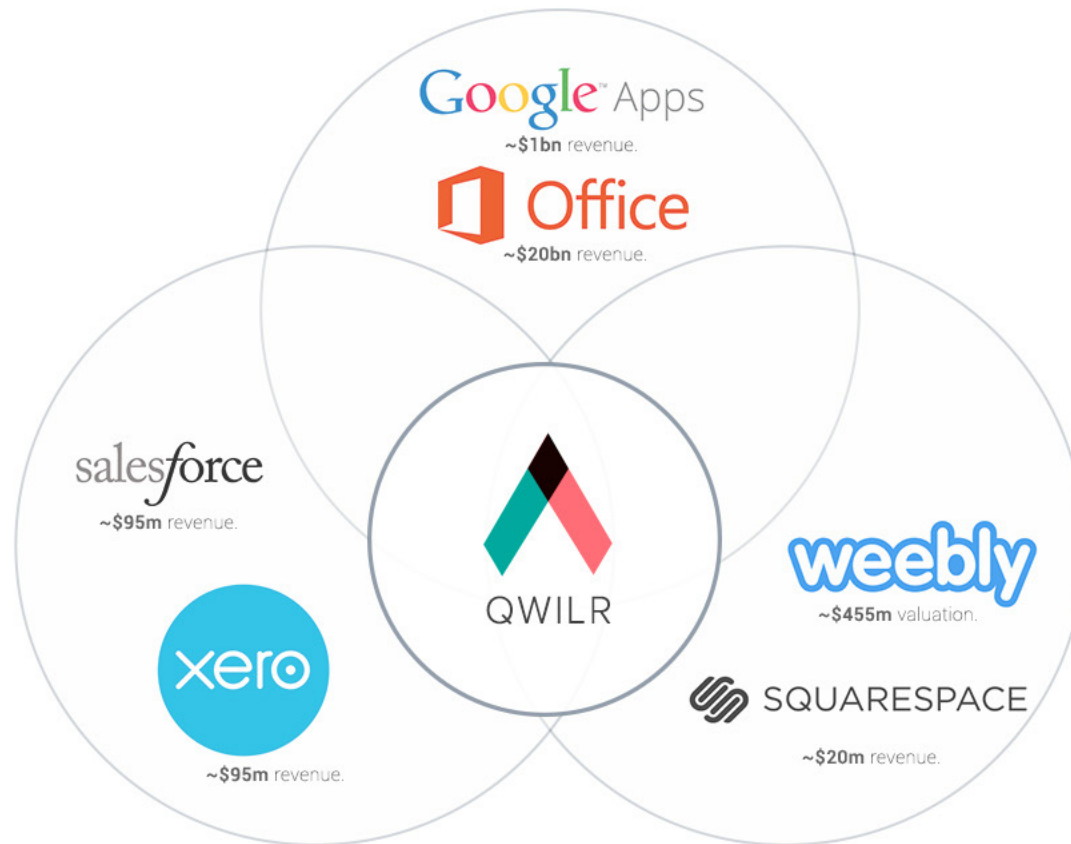 Google™ Apps
~$1bn revenue.
Office
~$20bn revenue.
salesforce
~$95m revenue.
xero
~$95m revenue.
QWILR
weebly
~$455m valuation.
SQUARESPACE
~$20m revenue.